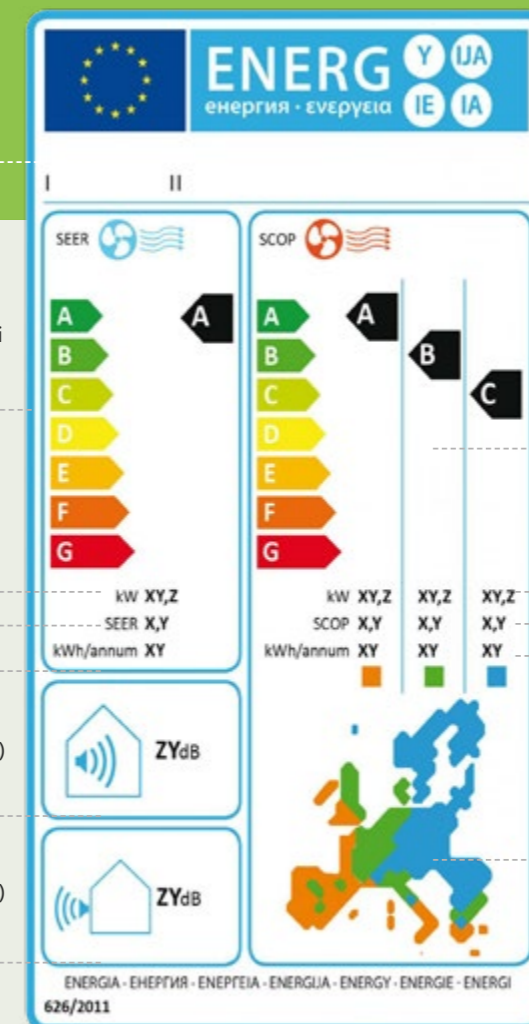 ENERG Y IJA
енергия · ενεργεια IE IA
I II
SEER
A A
B
C
D
E
F
G
kW XY,Z
SEER X,Y
kWh/annum XY
SCOP
A A
B B
C C
D
E
F
G
kW XY,Z XY,Z XY,Z
SCOP X,Y X,Y X,Y
kWh/annum XY XY XY
i
)
)
ZYdB
ZYdB
ENERGIA · ЕНЕРГИЯ · ΕΝΕΡΓΕΙΑ · ENERGIJA · ENERGY · ENERGIE · ENERGI
626/2011